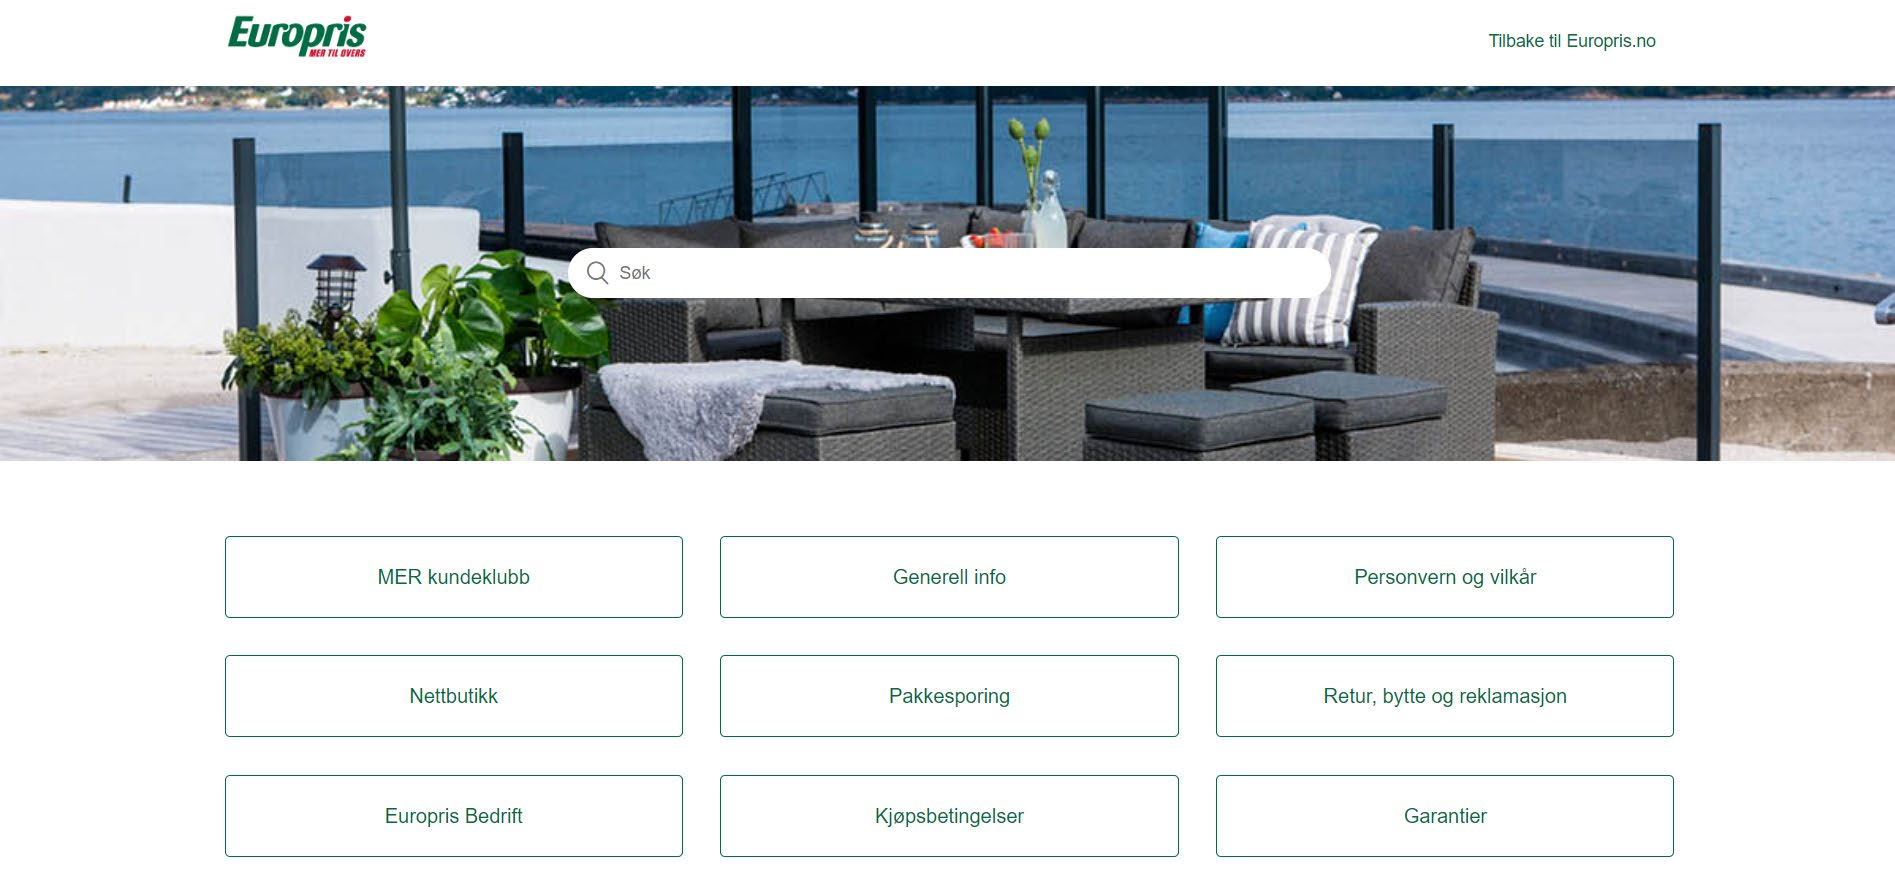 Europris
MER TIL OVERS
Tilbake til Europris.no
Søk
MER kundeklubb
Generell info
Personvern og vilkår
Nettbutikk
Pakkesporing
Retur, bytte og reklamasjon
Europris Bedrift
Kjøpsbetingelser
Garantier